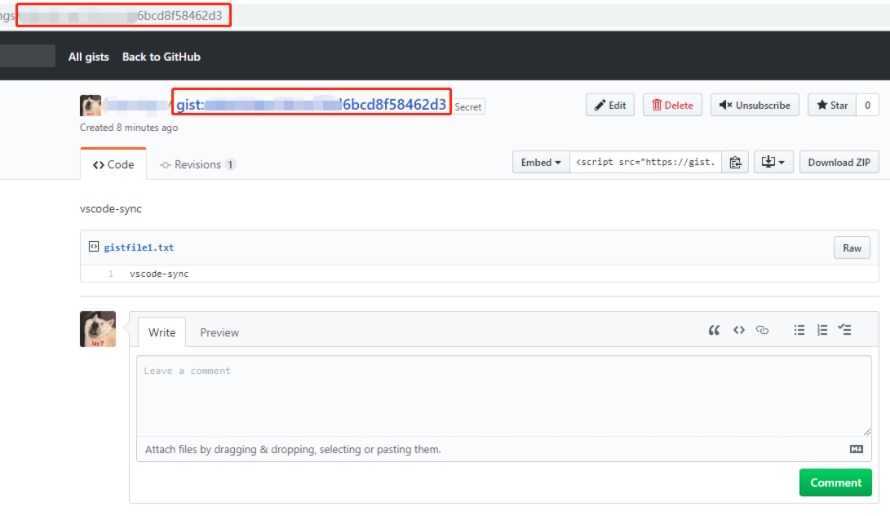 ngs 6bcd8f58462d3
All gists Back to GitHub
gist: 6bcd8f58462d3 Secret
Edit Delete Unsubscribe Star 0
Created 8 minutes ago
Code Revisions 1
Embed <script src="https://gist. Download ZIP
vscode-sync
gistfile1.txt Raw
1 vscode-sync
Write Preview
Leave a comment
Attach files by dragging & dropping, selecting or pasting them.
Comment